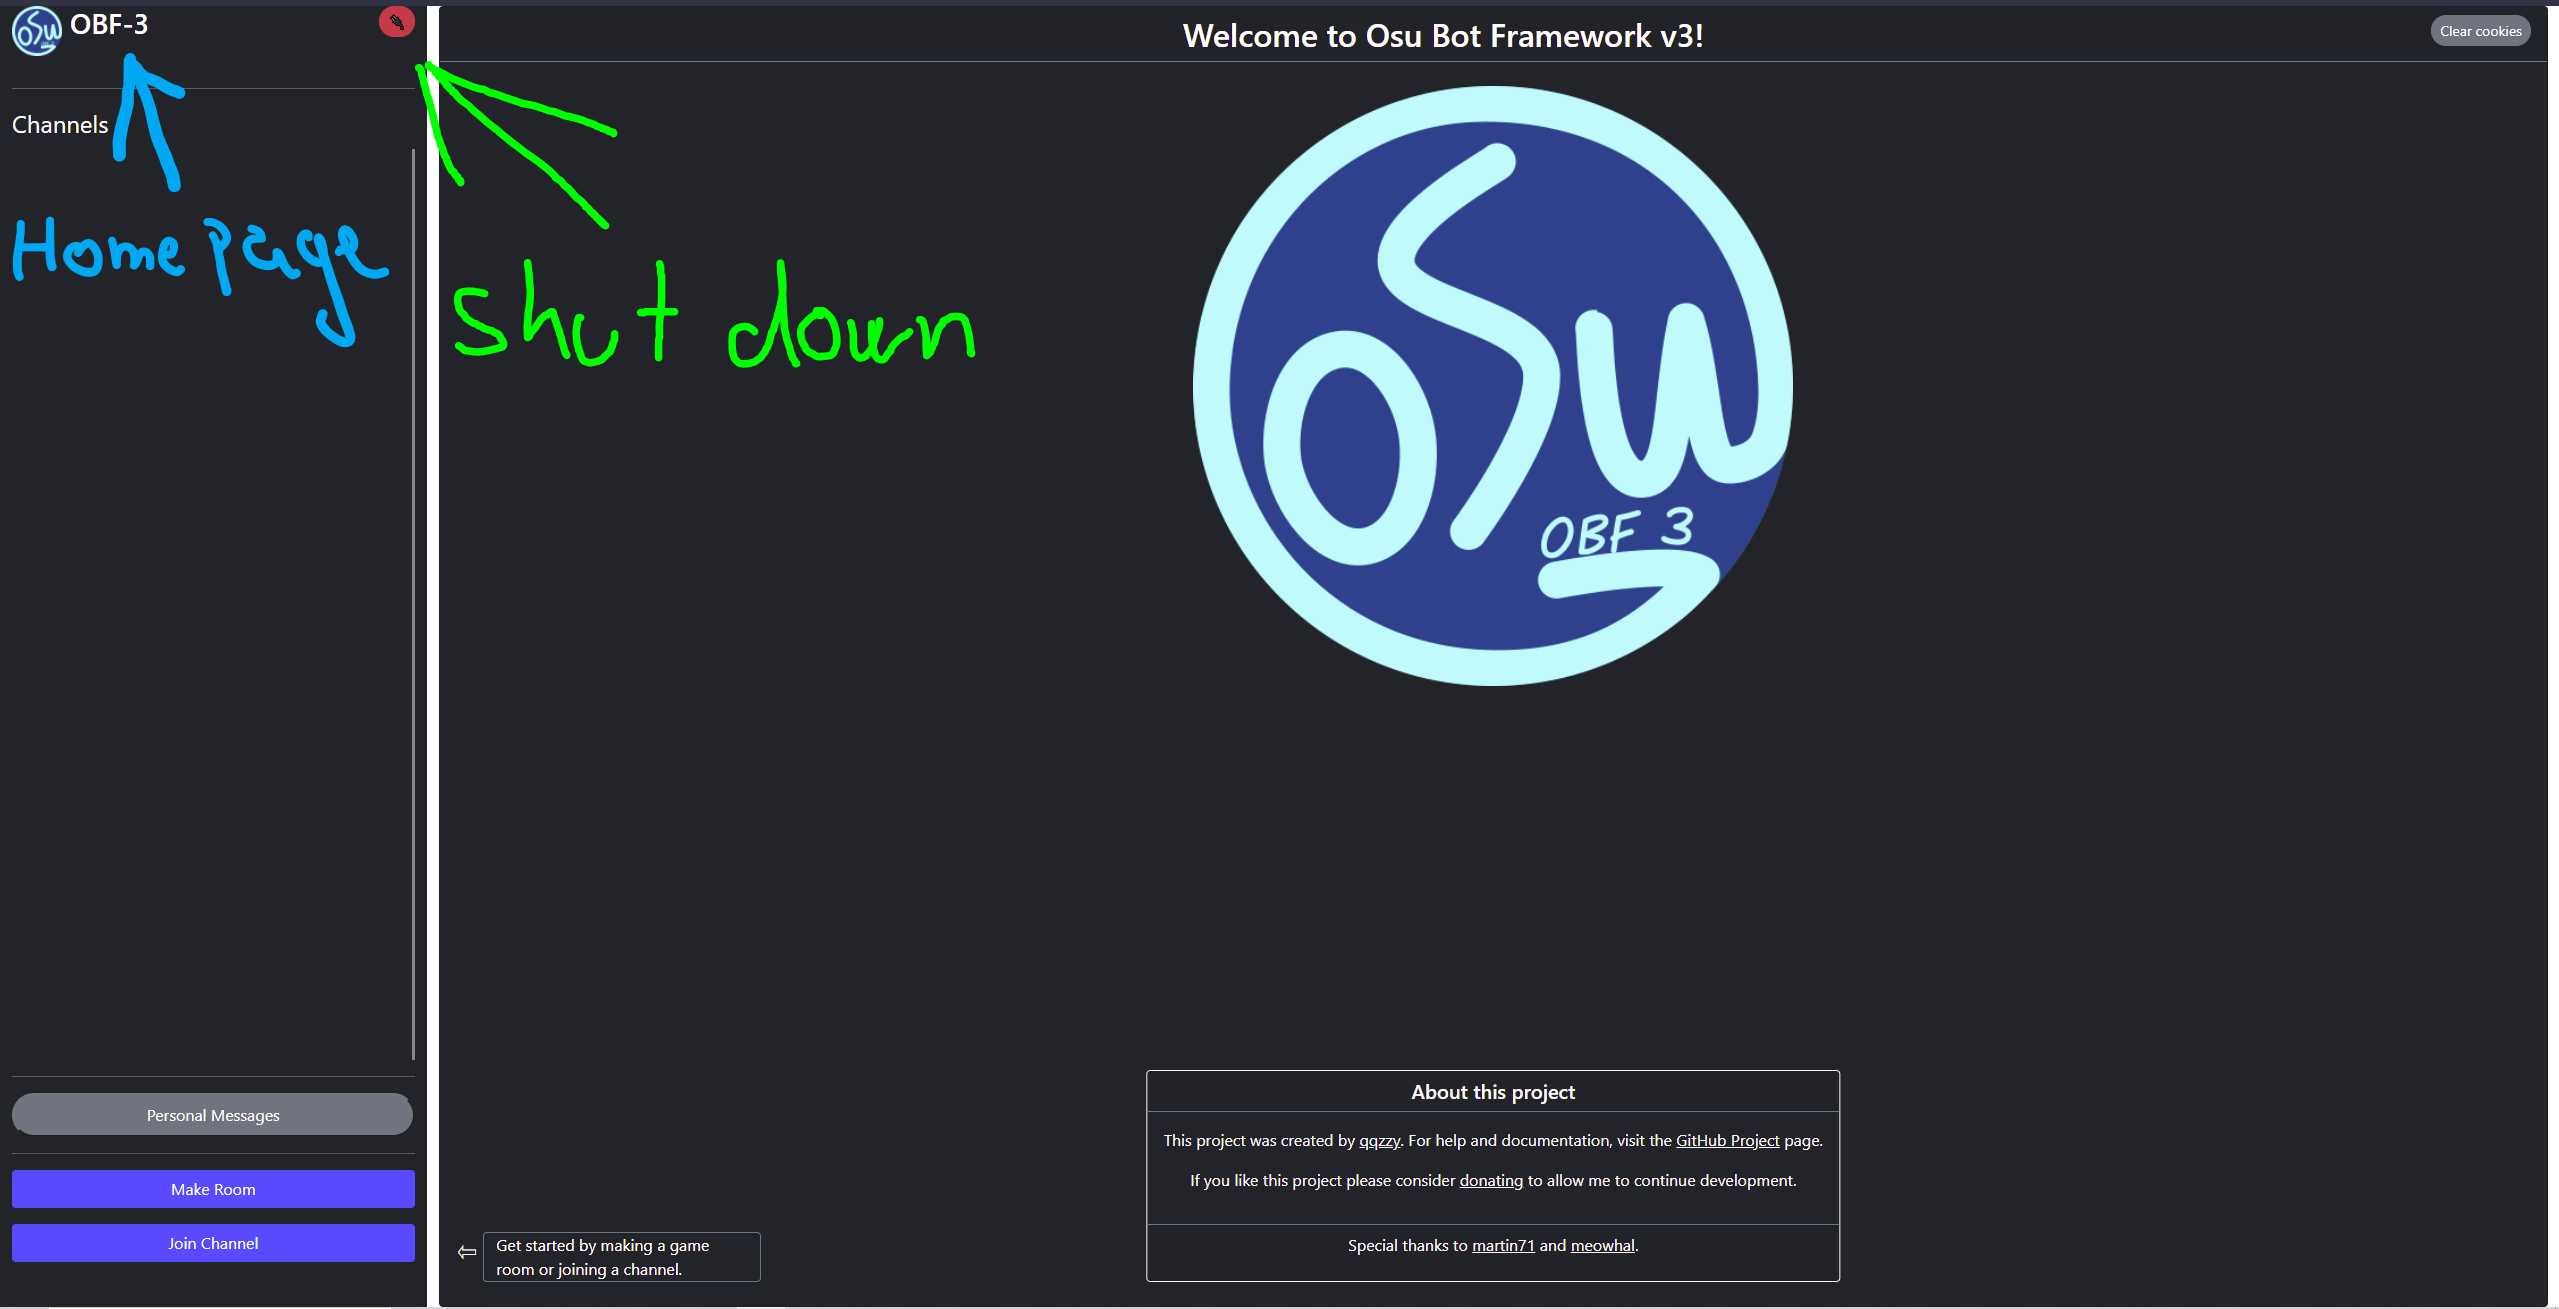 osu OBF-3
Channels
Home page
Personal Messages
Make Room
Join Channel
Welcome to Osu Bot Framework v3!
Clear cookies
shut down
osu
OBF 3
Get started by making a game
room or joining a channel.
About this project
This project was created by qqzzy. For help and documentation, visit the GitHub Project page.
If you like this project please consider donating to allow me to continue development.
Special thanks to martin71 and meowhal.